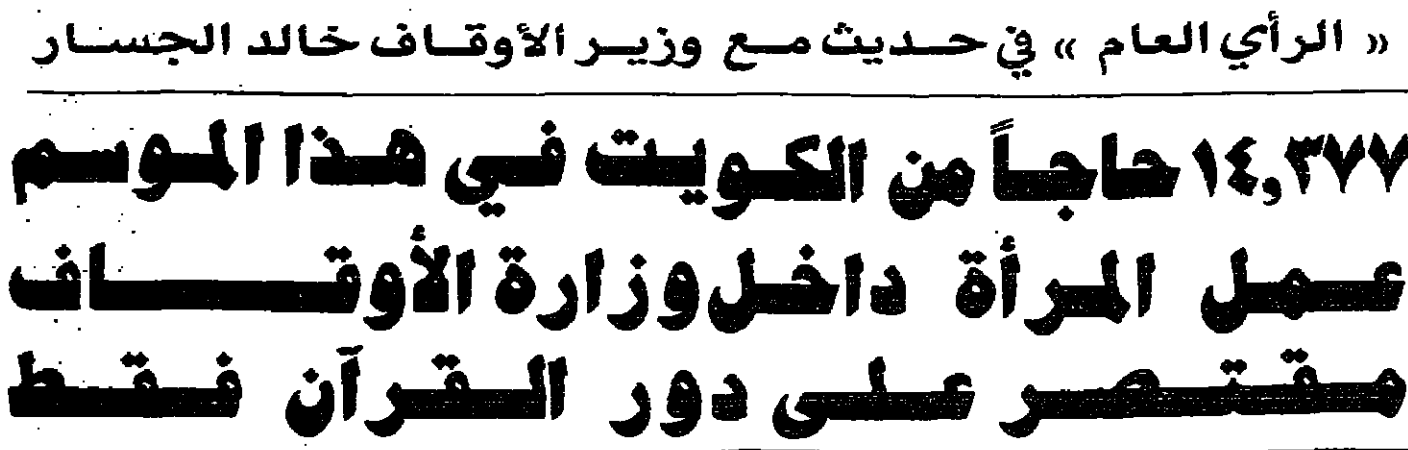 « الرأي العام » في حديث مع وزير الأوقاف خالد الجسار
١٤,٣٧٧ حاجاً من الكويت في هذا الموسم
عمل المرأة داخل وزارة الأوقاف
مقتصر على دور القرآن فقط